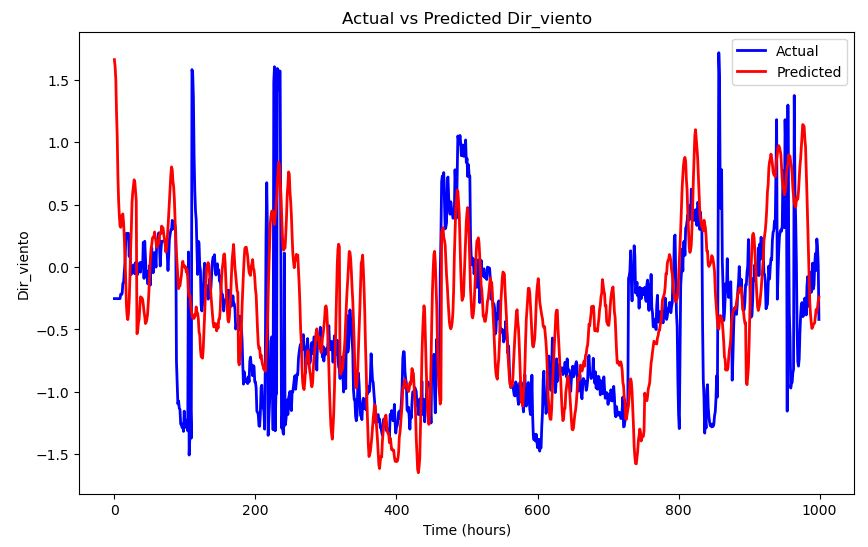 Actual vs Predicted Dir_viento
Actual
Predicted
1.5
1.0
0.5
0.0
−0.5
−1.0
−1.5
Dir_viento
0
200
400
600
800
1000
Time (hours)